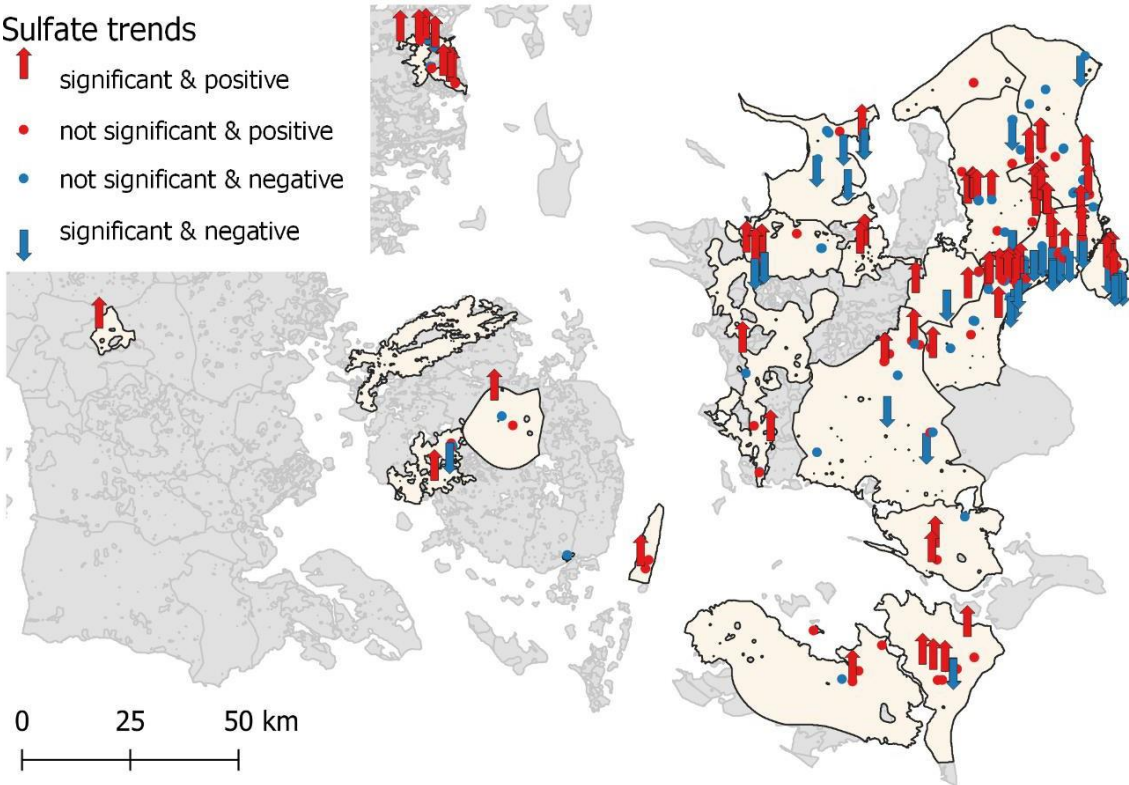 Sulfate trends
significant & positive
not significant & positive
not significant & negative
significant & negative
0 25 50 km